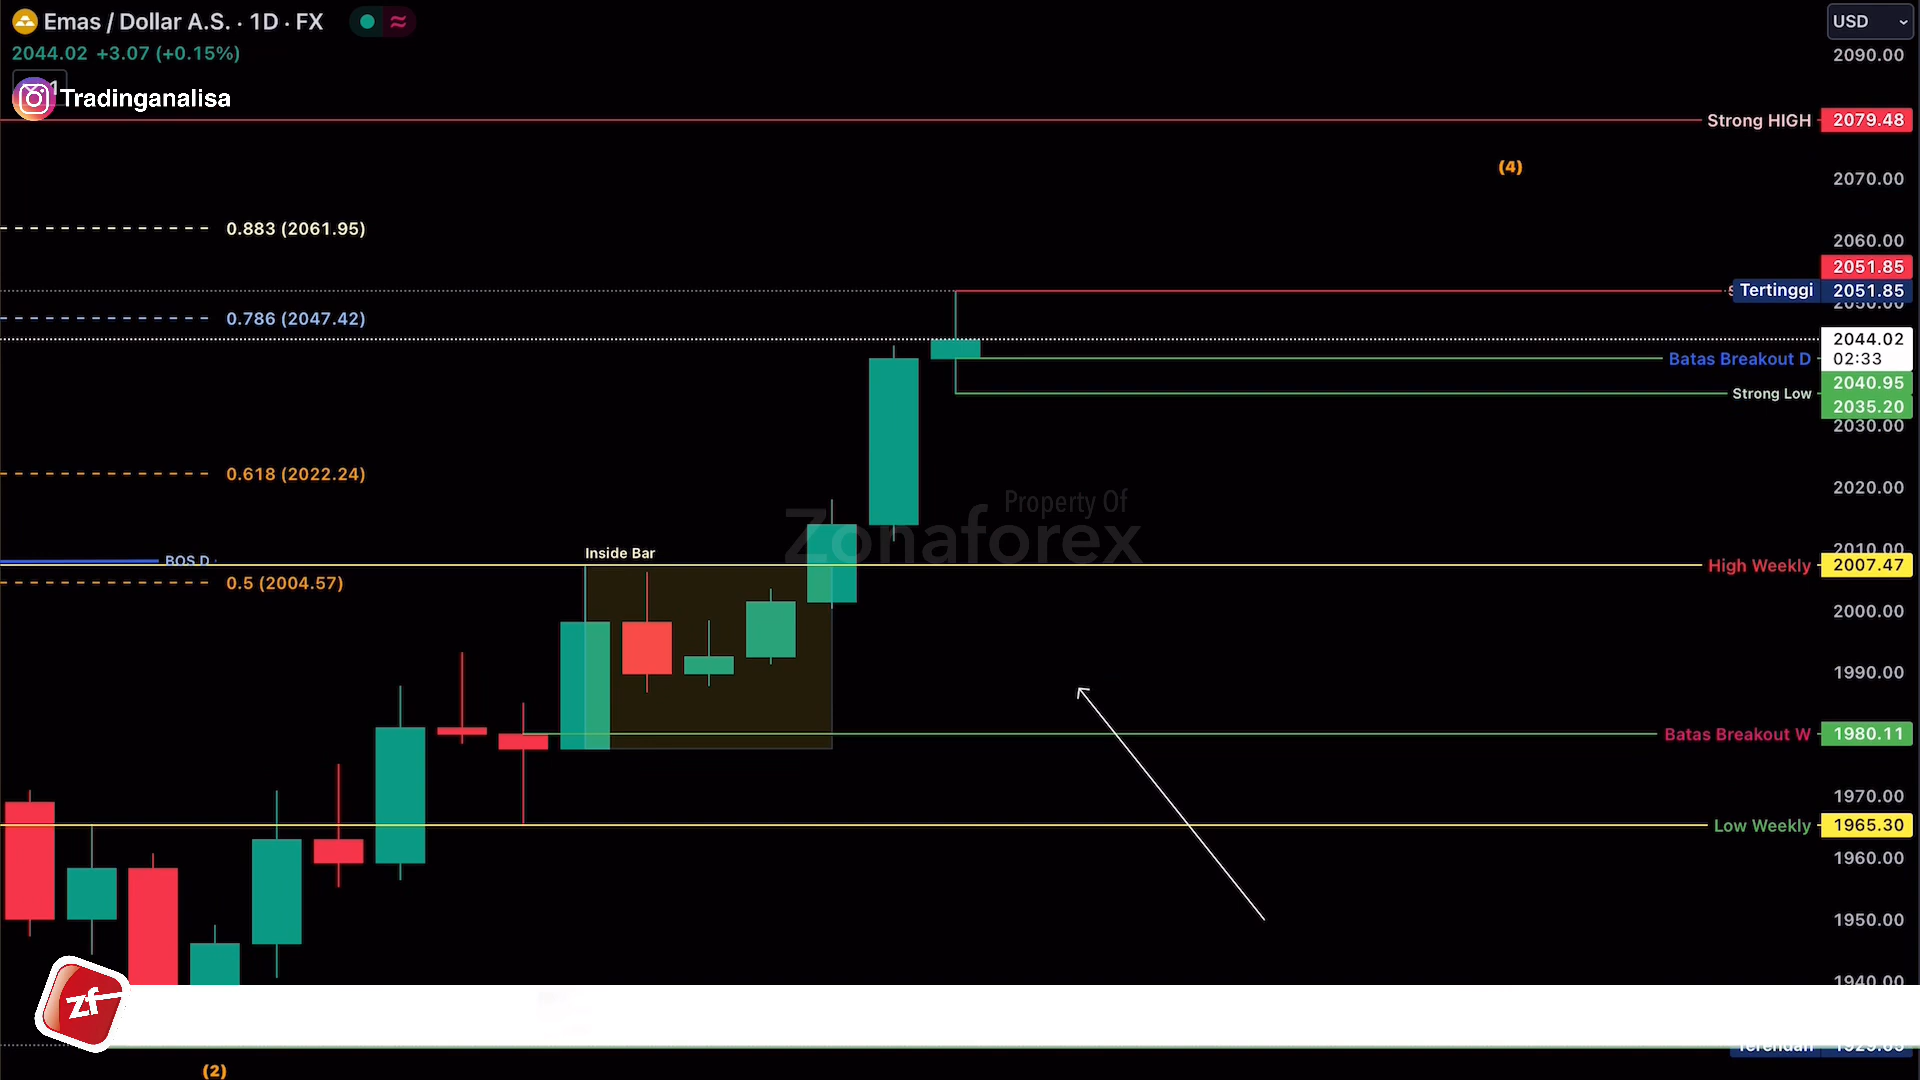 Emas / Dollar A.S. · 1D · FX
USD
2044.02 +3.07 (+0.15%)
2090.00
Tradinganalisa
Strong HIGH 2079.48
(4)
2070.00
0.883 (2061.95)
2060.00
2051.85
Tertinggi 2051.85
0.786 (2047.42)
2044.02
02:33
Batas Breakout D
2040.95
Strong Low
2035.20
2030.00
0.618 (2022.24)
2020.00
Property Of
Zonaforex
2010.00
Inside Bar
BOS D
High Weekly 2007.47
0.5 (2004.57)
2000.00
1990.00
Batas Breakout W 1980.11
1970.00
Low Weekly 1965.30
1960.00
1950.00
1940.00
zf
(2)